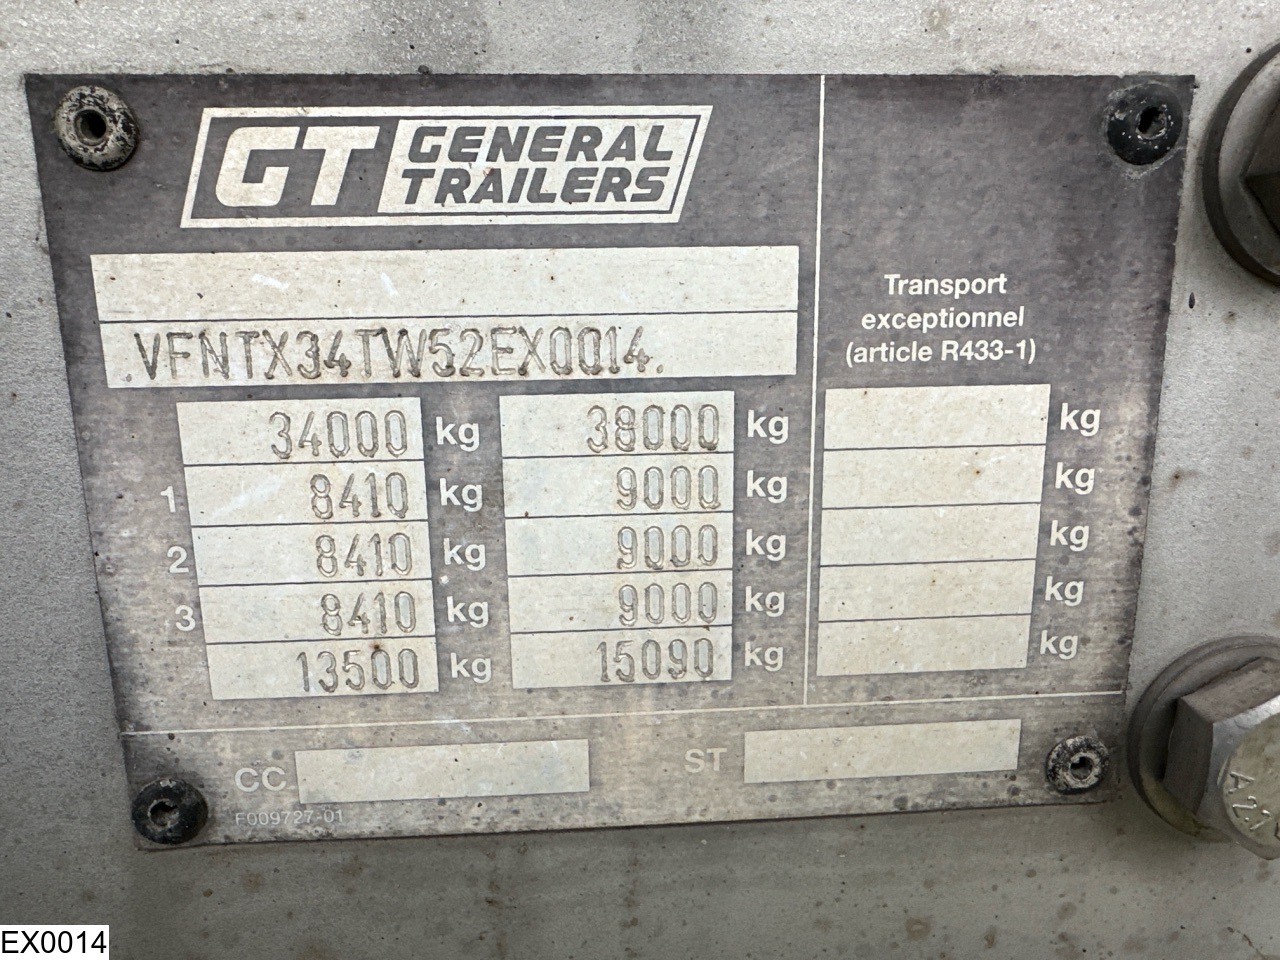 GT GENERAL TRAILERS
.VFNTX34TW52EX0014.
Transport
exceptionnel
(article R433-1)
34000 kg 38000 kg kg
1 8410 kg 9000 kg kg
2 8410 kg 9000 kg kg
3 8410 kg 9000 kg kg
13500 kg 15090 kg kg
CC ST
F009727-01
A2.7
EX0014